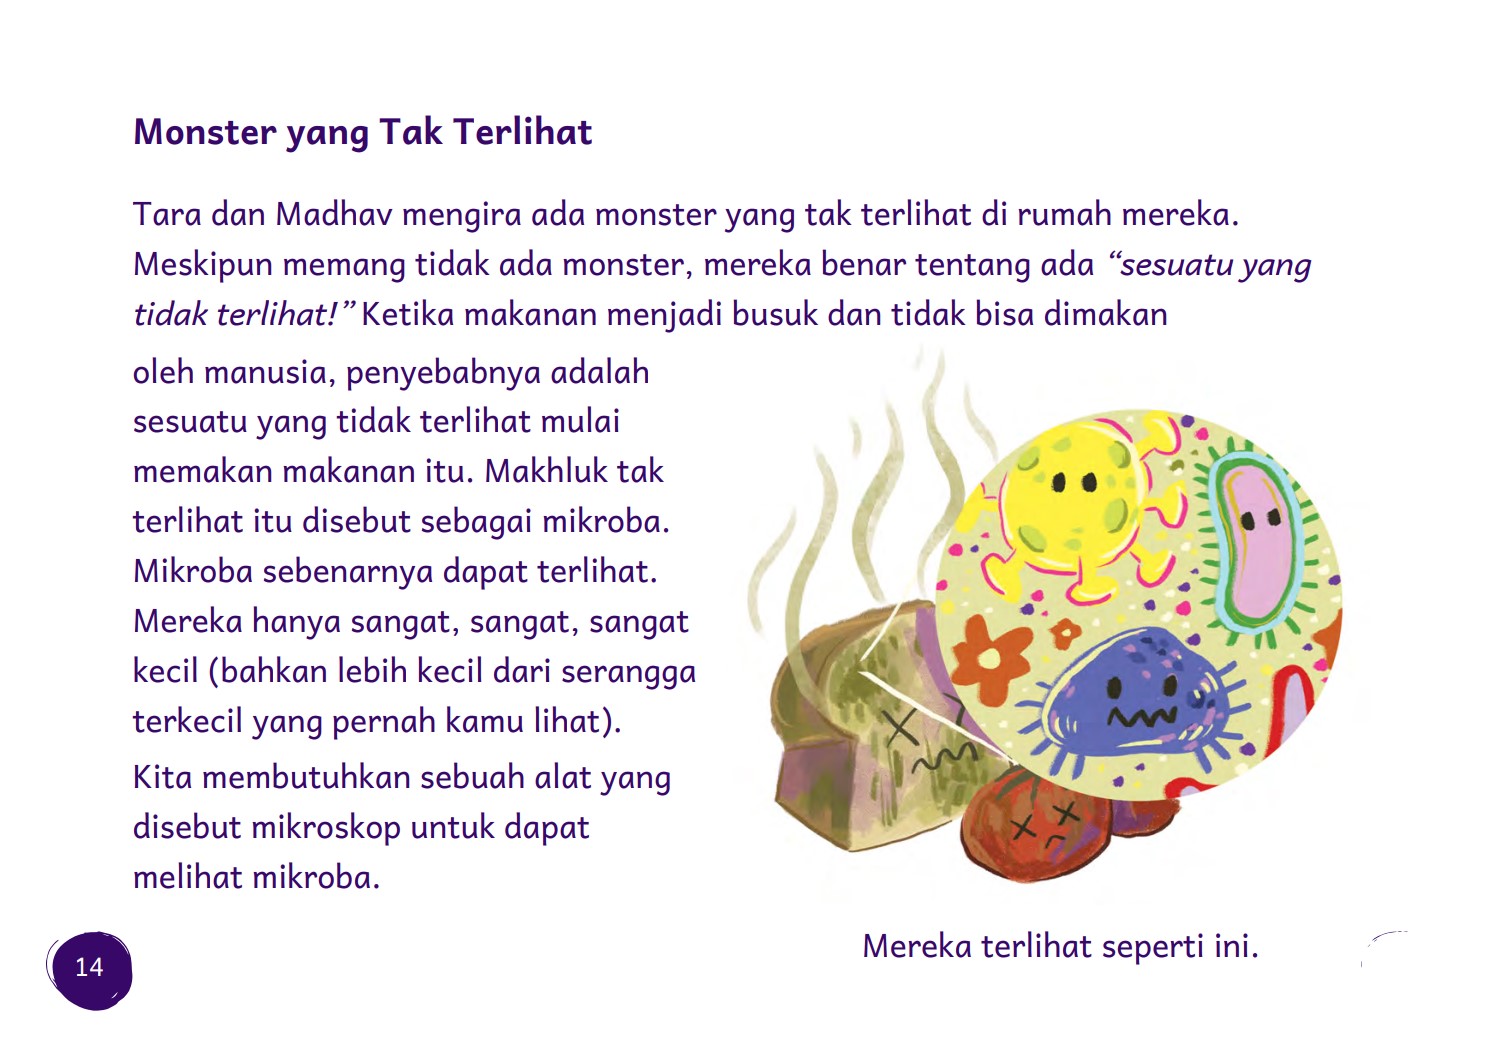 Monster yang Tak Terlihat
Tara dan Madhav mengira ada monster yang tak terlihat di rumah mereka.
Meskipun memang tidak ada monster, mereka benar tentang ada “sesuatu yang
tidak terlihat!” Ketika makanan menjadi busuk dan tidak bisa dimakan
oleh manusia, penyebabnya adalah
sesuatu yang tidak terlihat mulai
memakan makanan itu. Makhluk tak
terlihat itu disebut sebagai mikroba.
Mikroba sebenarnya dapat terlihat.
Mereka hanya sangat, sangat, sangat
kecil (bahkan lebih kecil dari serangga
terkecil yang pernah kamu lihat).
Kita membutuhkan sebuah alat yang
disebut mikroskop untuk dapat
melihat mikroba.
Mereka terlihat seperti ini.
14